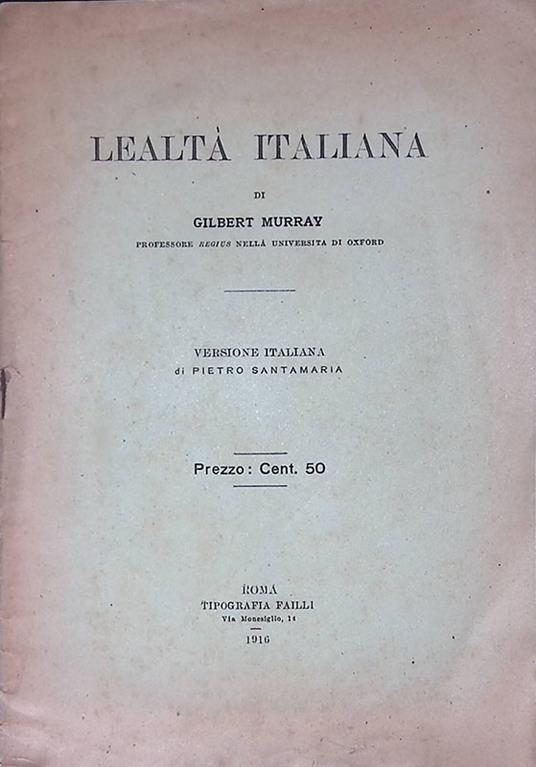 LEALTÀ ITALIANA
DI
GILBERT MURRAY
PROFESSORE REGIUS NELLA UNIVERSITA DI OXFORD
VERSIONE ITALIANA
di PIETRO SANTAMARIA
Prezzo: Cent. 50
ROMA
TIPOGRAFIA FAILLI
Via Monesiglio, 14
1916